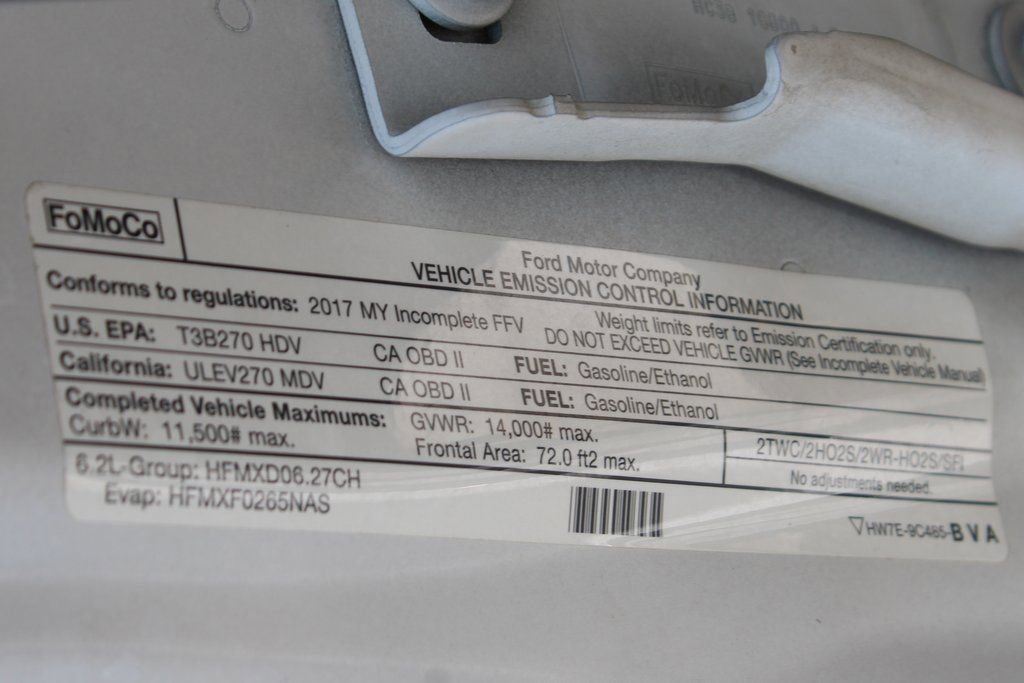 FoMoCo
FoMoCo
Ford Motor Company
VEHICLE EMISSION CONTROL INFORMATION
Conforms to regulations: 2017 MY Incomplete FFV
Weight limits refer to Emission Certification only.
DO NOT EXCEED VEHICLE GVWR (See Incomplete Vehicle Manual)
U.S. EPA: T3B270 HDV CA OBD II FUEL: Gasoline/Ethanol
California: ULEV270 MDV CA OBD II FUEL: Gasoline/Ethanol
Completed Vehicle Maximums: GVWR: 14,000# max.
CurbW: 11,500# max. Frontal Area: 72.0 ft2 max.
2TWC/2HO2S/2WR-HO2S/SFI
No adjustments needed.
6.2L-Group: HFMXD06.27CH
Evap: HFMXF0265NAS
HW7E-9C485-BVA